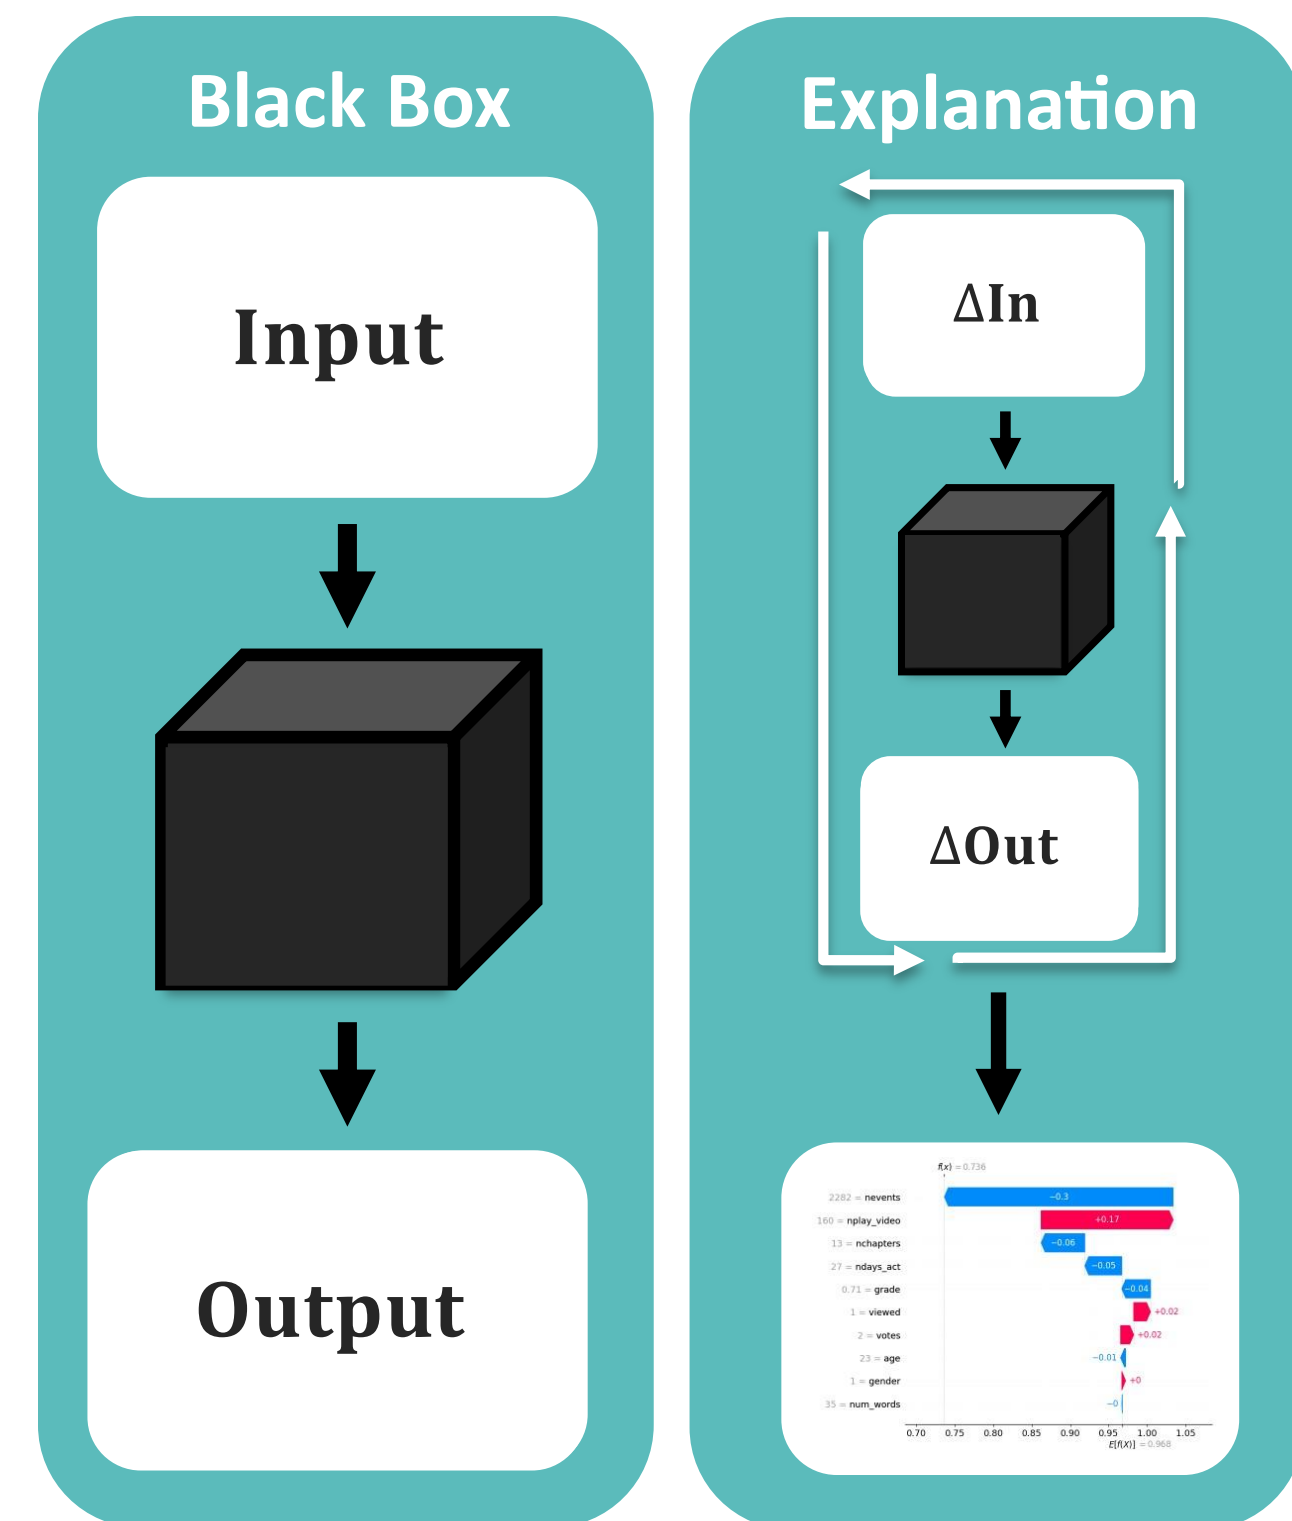 Black Box
Input
Output
Explanation
ΔIn
ΔOut
f(x) = 0.736
2282 = nevents −0.3
160 = nplay_video +0.17
13 = nchapters −0.06
27 = ndays_act −0.05
0.71 = grade −0.04
1 = viewed +0.02
2 = votes +0.02
23 = age −0.01
1 = gender +0
35 = num_words −0
0.70 0.75 0.80 0.85 0.90 0.95 1.00 1.05
E[f(X)] = 0.968